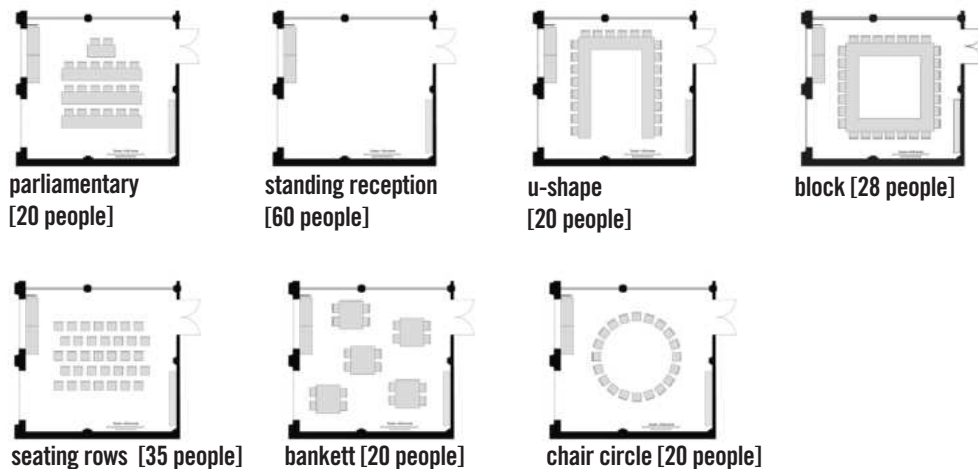 parliamentary
[20 people]
standing reception
[60 people]
u-shape
[20 people]
block [28 people]
seating rows [35 people]
bankett [20 people]
chair circle [20 people]